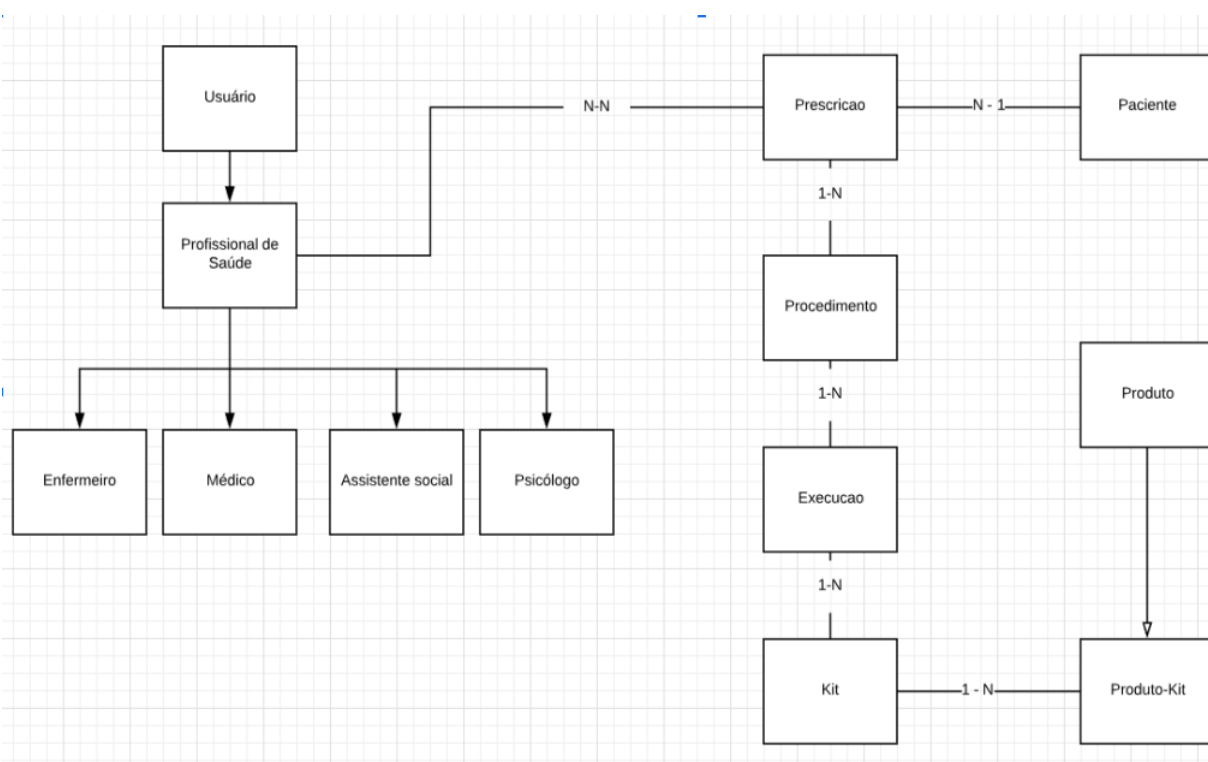 Usuário
N-N
Prescricao
N - 1
Paciente
1-N
Profissional de
Saúde
Procedimento
1-N
Produto
Enfermeiro
Médico
Assistente social
Psicólogo
Execucao
1-N
Kit
1 - N
Produto-Kit